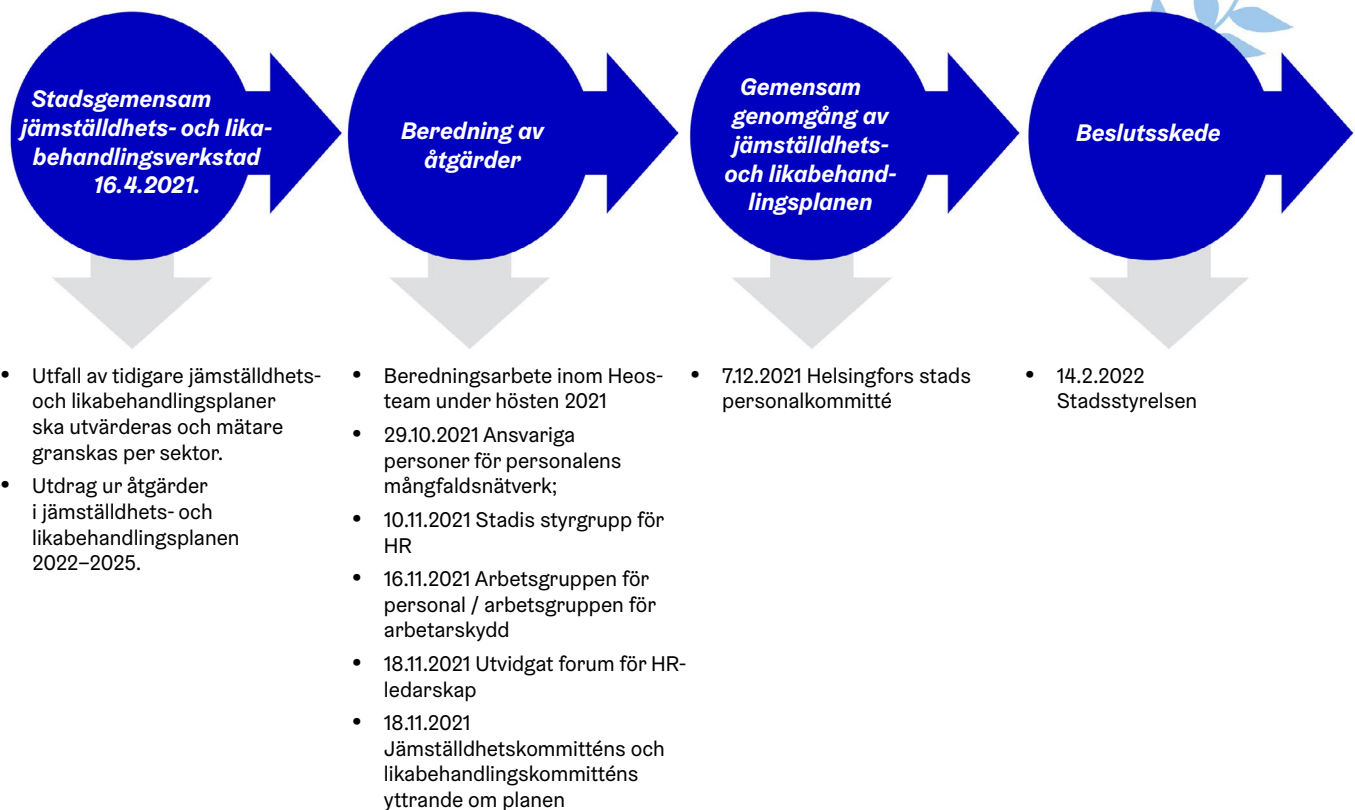 Stadsgemensam
jämställdhets- och lika-
behandlingsverkstad
16.4.2021.
Beredning av
åtgärder
Gemensam
genomgång av
jämställdhets-
och likabehand-
lingsplanen
Beslutsskede
• Utfall av tidigare jämställdhets-
och likabehandlingsplaner
ska utvärderas och mätare
granskas per sektor.
• Utdrag ur åtgärder
i jämställdhets- och
likabehandlingsplanen
2022–2025.
• Beredningsarbete inom Heos-
team under hösten 2021
• 29.10.2021 Ansvariga
personer för personalens
mångfaldsnätverk;
• 10.11.2021 Stadis styrgrupp för
HR
• 16.11.2021 Arbetsgruppen för
personal / arbetsgruppen för
arbetarskydd
• 18.11.2021 Utvidgat forum för HR-
ledarskap
• 18.11.2021
Jämställdhetskommitténs och
likabehandlingskommitténs
yttrande om planen
• 7.12.2021 Helsingfors stads
personalkommitté
• 14.2.2022
Stadsstyrelsen